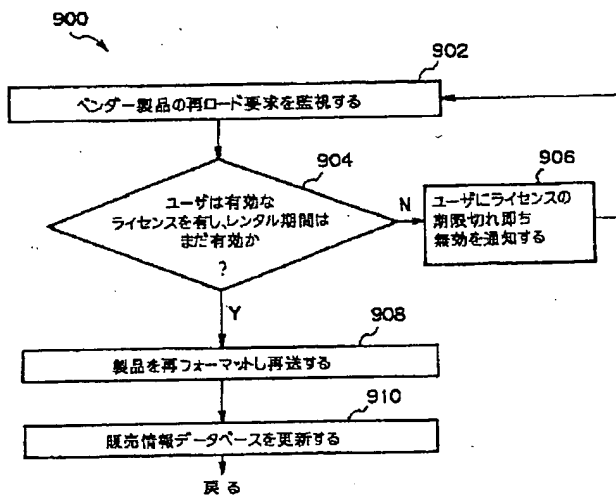 900
902
ベンダー製品の再ロード要求を監視する
904
ユーザは有効な
ライセンスを有し、レンタル期間は
まだ有効か
?
N
906
ユーザにライセンスの
期限切れ即ち
無効を通知する
Y
908
製品を再フォーマットし再送する
910
販売情報データベースを更新する
戻る